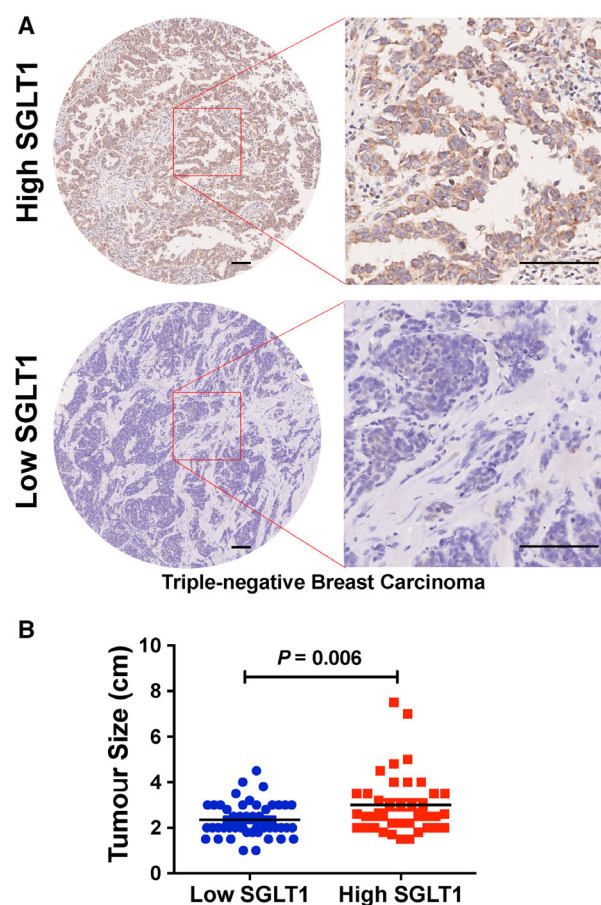 A
High SGLT1
Low SGLT1
Triple-negative Breast Carcinoma
B
P = 0.006
Tumour Size (cm)
10
8
6
4
2
0
Low SGLT1
High SGLT1